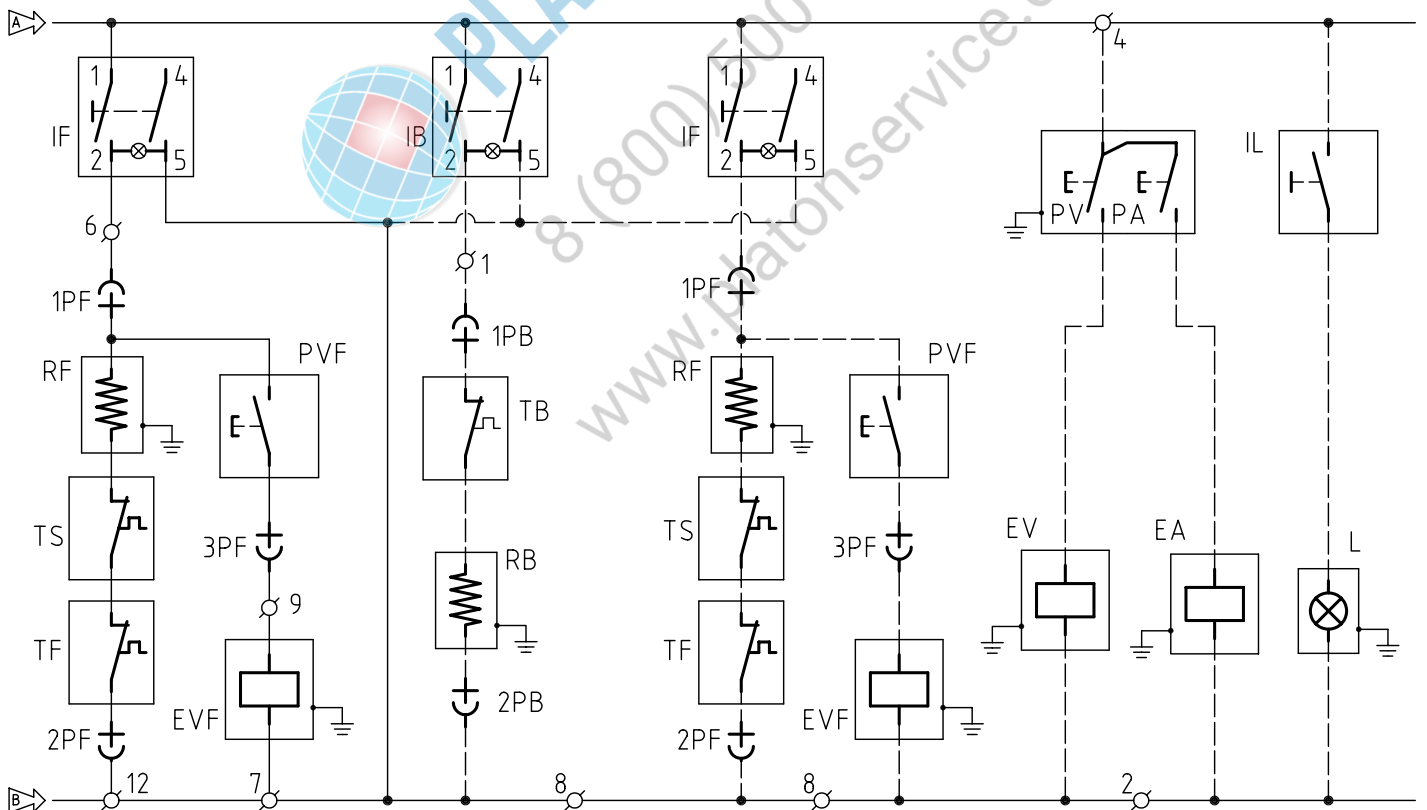 A
4
1 4
1 4
1 4
IF
IB
IF
IL
2 5
2 5
2 5
PV PA
6
1
1PF
1PB
1PF
PVF
PVF
RF
RF
TB
TS
3PF
TS
3PF
EV
EA
L
RB
9
TF
TF
EVF
2PB
EVF
2PF
2PF
12
7
8
8
2
B
PLA
8 (800) 500
www.platonservice.c